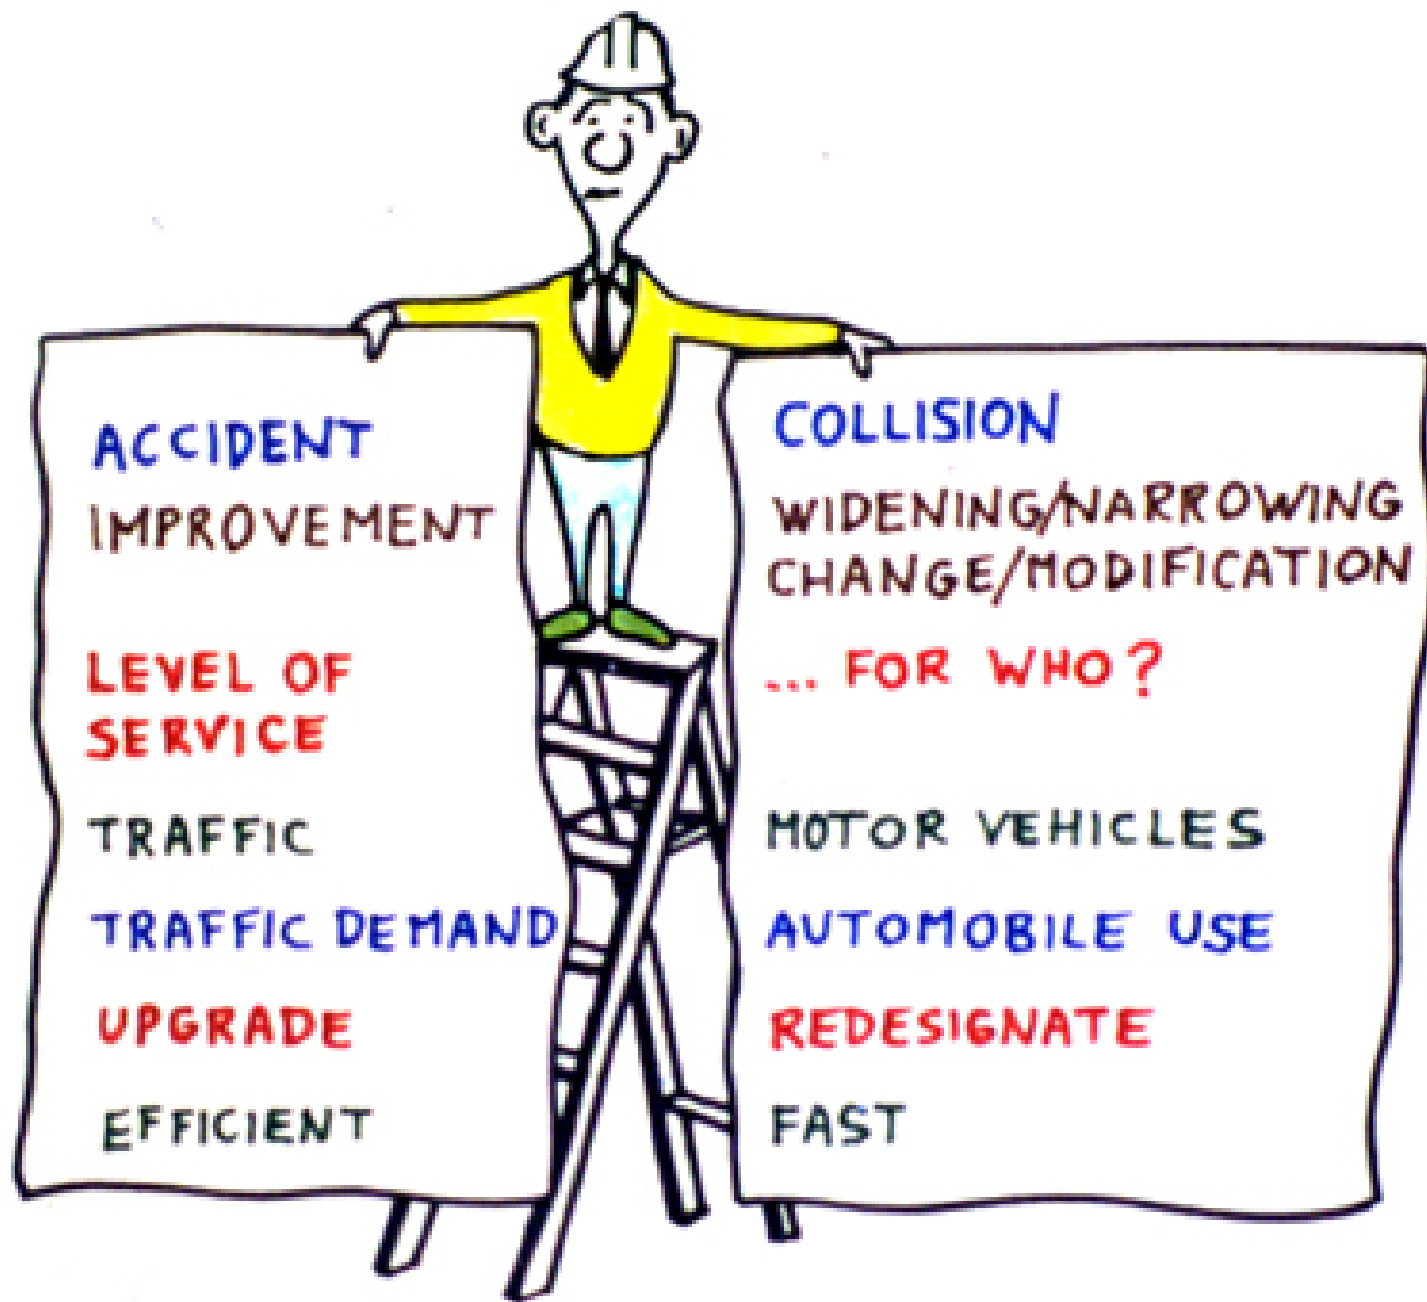 ACCIDENT
IMPROVEMENT
LEVEL OF
SERVICE
TRAFFIC
TRAFFIC DEMAND
UPGRADE
EFFICIENT
COLLISION
WIDENING/NARROWING
CHANGE/MODIFICATION
... FOR WHO?
MOTOR VEHICLES
AUTOMOBILE USE
REDESIGNATE
FAST